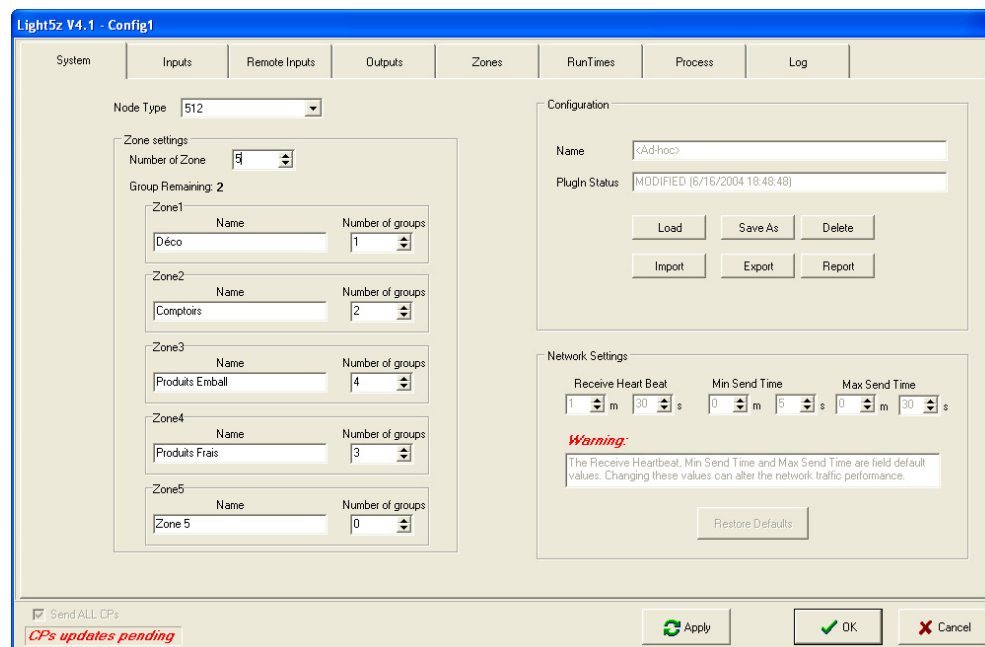 Light5z V4.1 - Config1
System Inputs Remote Inputs Outputs Zones RunTimes Process Log
Node Type 512
Zone settings
Number of Zone 5
Group Remaining: 2
Zone1
Name Number of groups
Déco 1
Zone2
Name Number of groups
Comptoirs 2
Zone3
Name Number of groups
Produits Emball 4
Zone4
Name Number of groups
Produits Frais 3
Zone5
Name Number of groups
Zone 5 0
Configuration
Name <Ad-hoc>
PlugIn Status MODIFIED (6/16/2004 18:48:48)
Load Save As Delete
Import Export Report
Network Settings
Receive Heart Beat Min Send Time Max Send Time
1 m 30 s 0 m 5 s 0 m 30 s
Warning:
The Receive Heartbeat, Min Send Time and Max Send Time are field default
values. Changing these values can alter the network traffic performance.
Restore Defaults
Send ALL CPs
CPs updates pending
Apply OK Cancel